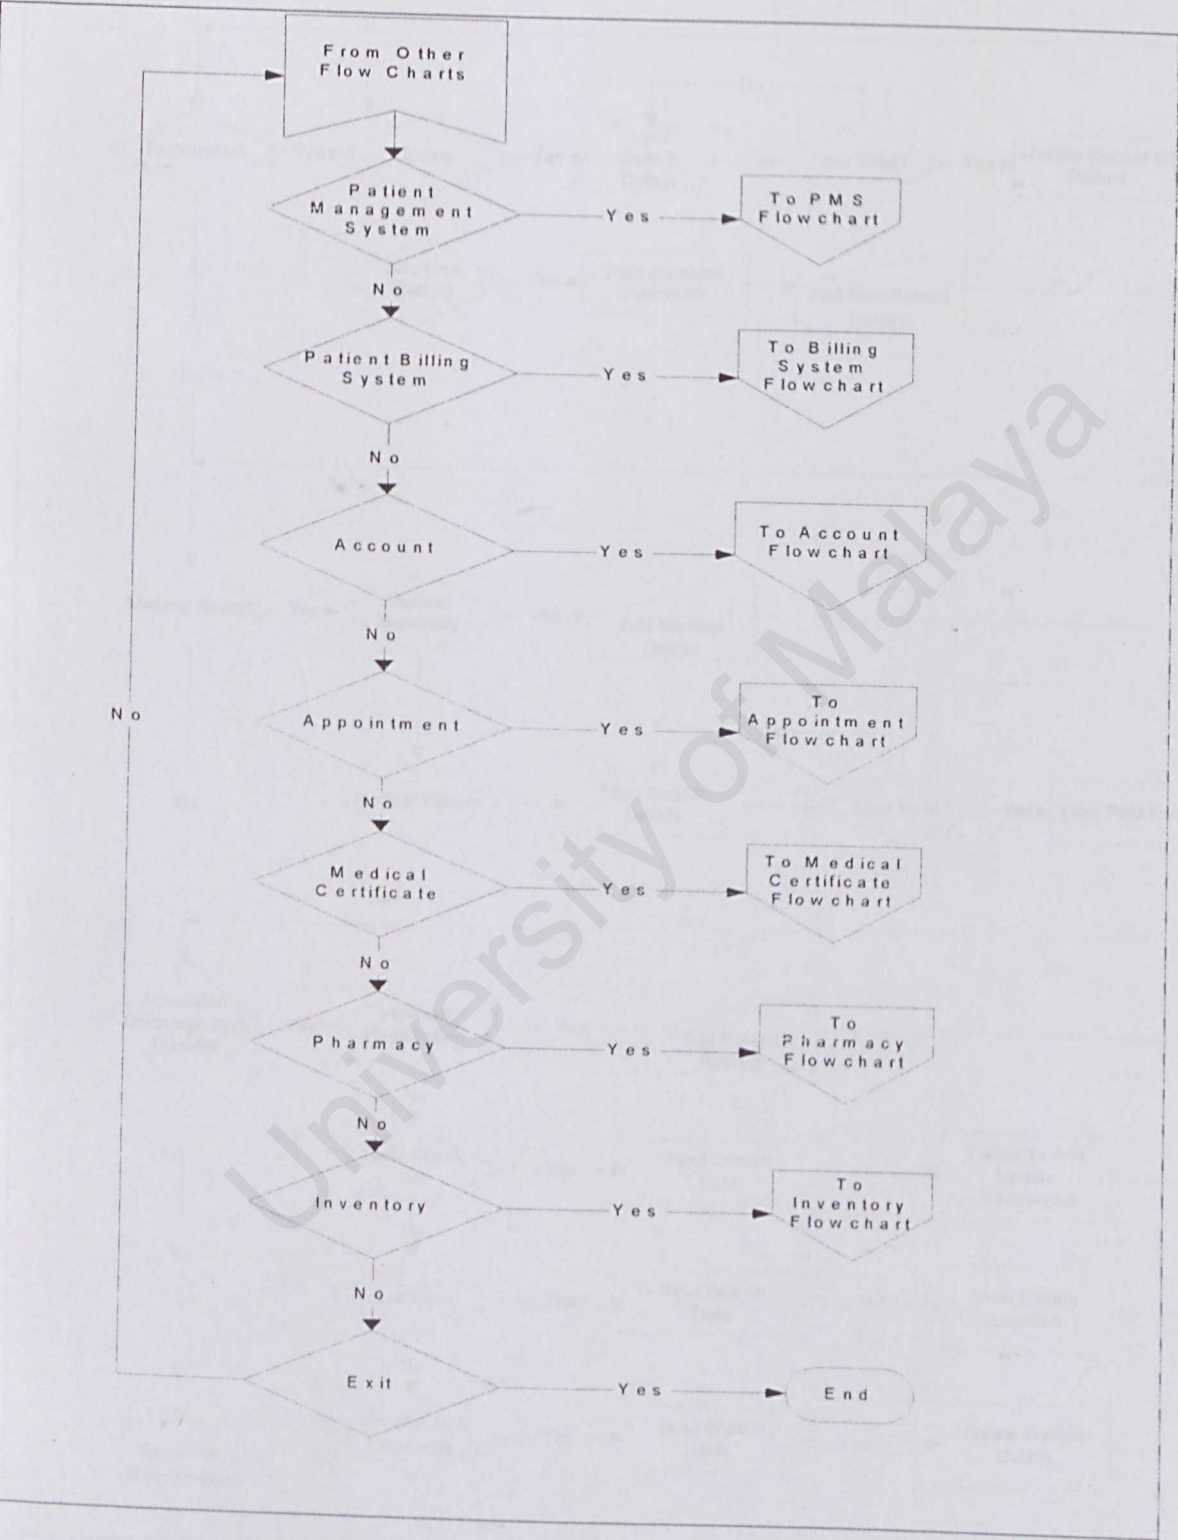 From Other
Flow Charts
Patient
Management
System
Yes
To PMS
Flowchart
No
Patient Billing
System
Yes
To Billing
System
Flowchart
No
Account
Yes
To Account
Flowchart
No
Appointment
Yes
To
Appointment
Flowchart
No
No
Medical
Certificate
Yes
To Medical
Certificate
Flowchart
No
Pharmacy
Yes
To
Pharmacy
Flowchart
No
Inventory
Yes
To
Inventory
Flowchart
No
Exit
Yes
End
University of Malaya